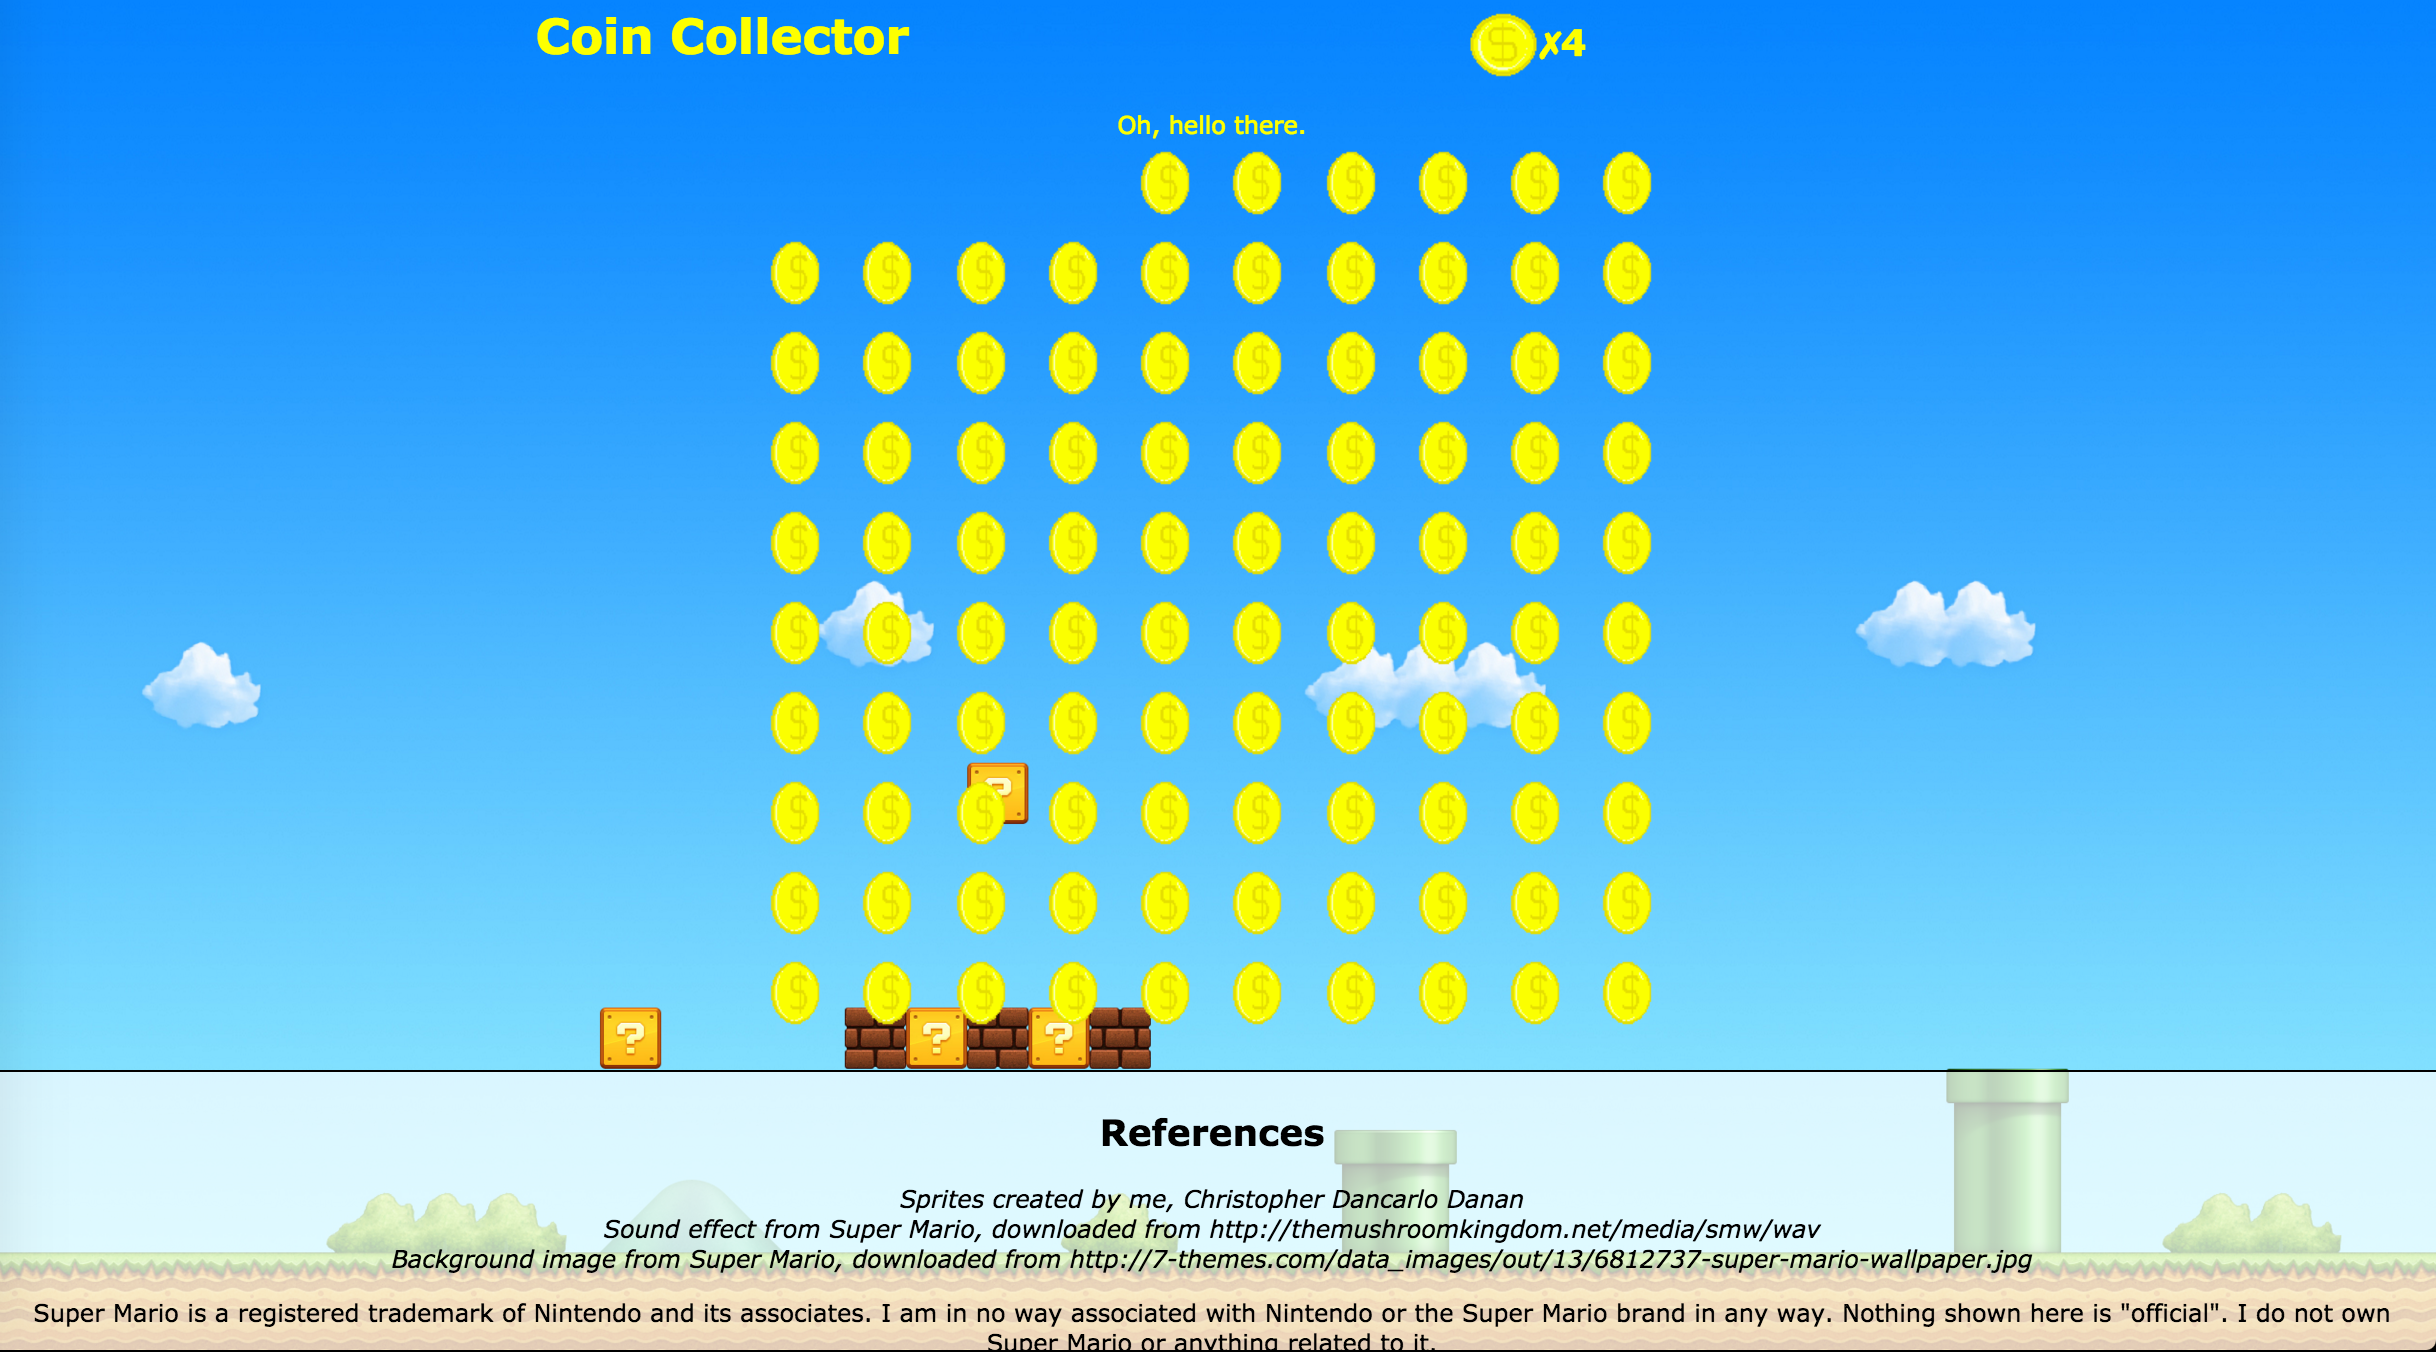 Coin Collector
✗4
Oh, hello there.
References
Sprites created by me, Christopher Dancarlo Danan
Sound effect from Super Mario, downloaded from http://themushroomkingdom.net/media/smw/wav
Background image from Super Mario, downloaded from http://7-themes.com/data_images/out/13/6812737-super-mario-wallpaper.jpg
Super Mario is a registered trademark of Nintendo and its associates. I am in no way associated with Nintendo or the Super Mario brand in any way. Nothing shown here is "official". I do not own
Super Mario or anything related to it.